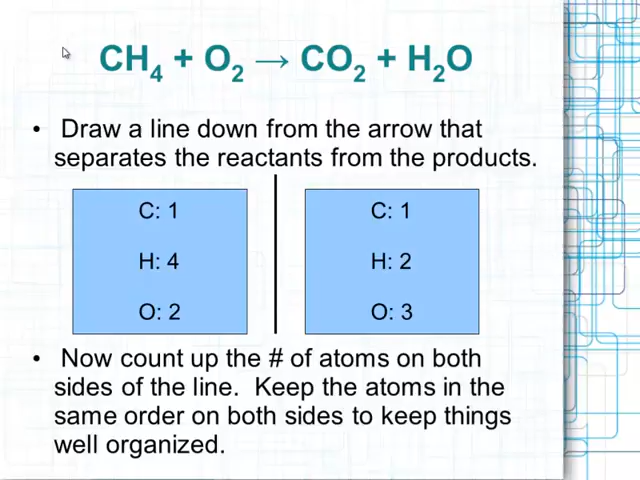 CH₄ + O₂ → CO₂ + H₂O
• Draw a line down from the arrow that
separates the reactants from the products.
C: 1
H: 4
O: 2
C: 1
H: 2
O: 3
• Now count up the # of atoms on both
sides of the line. Keep the atoms in the
same order on both sides to keep things
well organized.